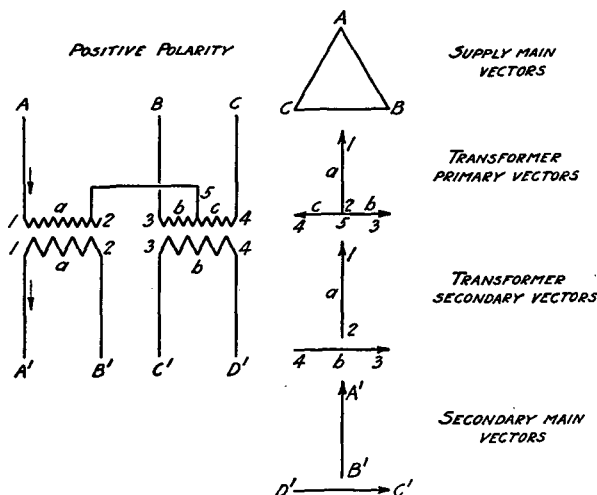 A
POSITIVE POLARITY
SUPPLY MAIN
VECTORS
C B
A B C
1
TRANSFORMER
PRIMARY VECTORS
a
5
a c 2 b
1 2 3 b c 4
4 5 3
1 2 3 4
a b
1
TRANSFORMER
SECONDARY VECTORS
a
2
4 b 3
A' B' C' D'
A'
SECONDARY MAIN
VECTORS
B'
D' C'